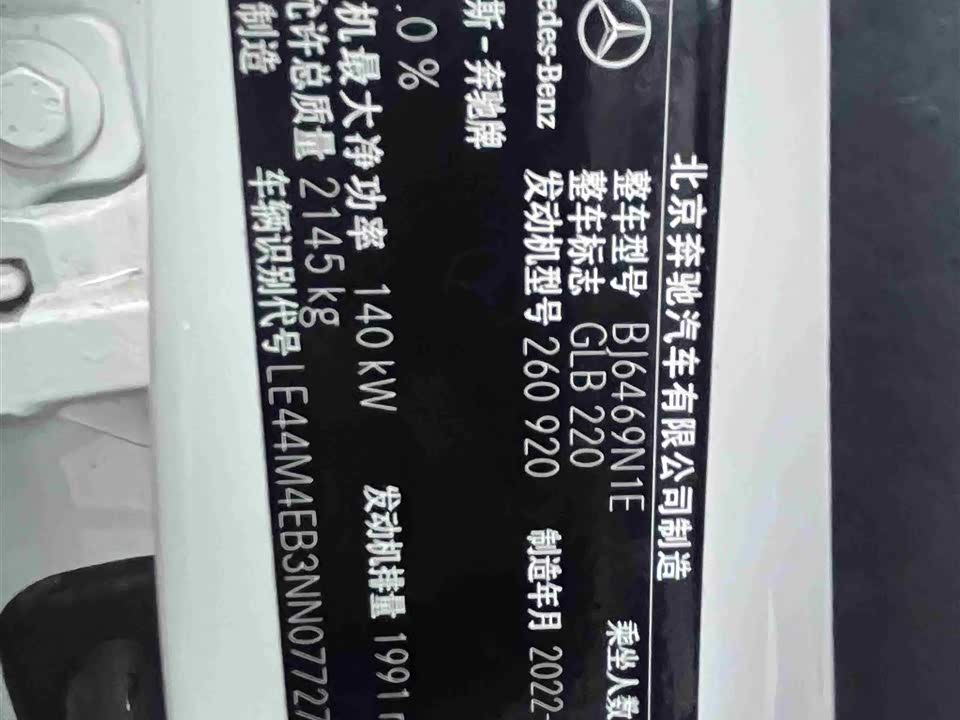 北京奔驰汽车有限公司制造
整车型号 BJ6469N1E 乘坐人数
整车标志 GLB 220
发动机型号 260 920 制造年月 2022-
edes-Benz
斯-奔驰牌
.0 %
机最大净功率 140 kW 发动机排量 1991
允许总质量 2145 kg
制造 车辆识别代号 LE44M4EB3NN07727